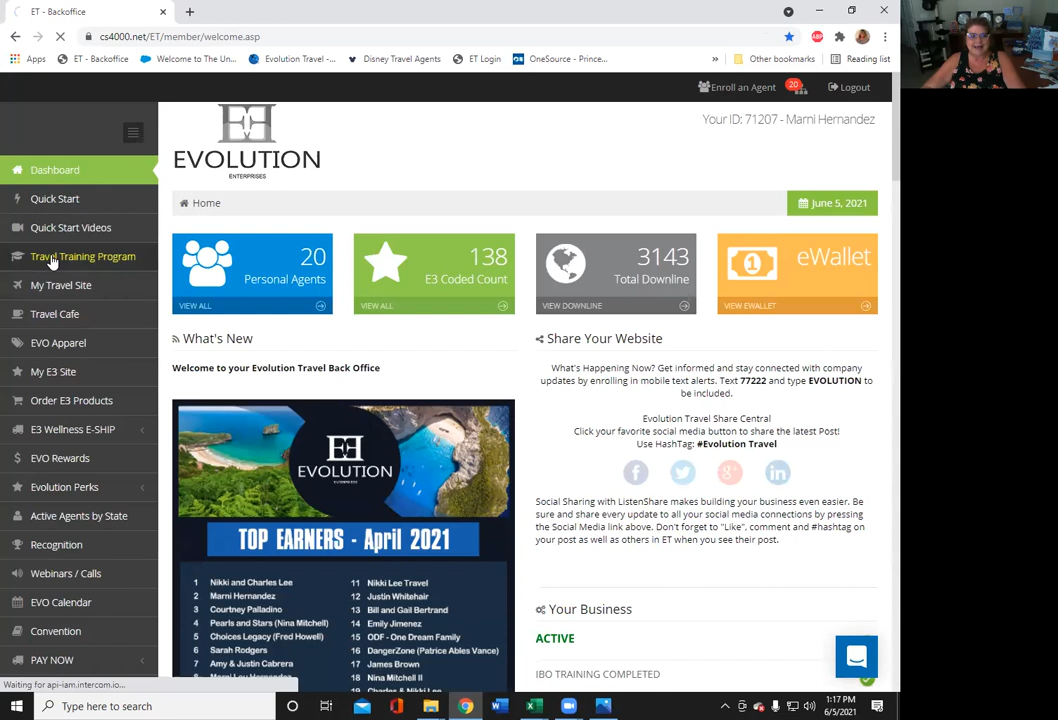 ET - Backoffice
cs4000.net/ET/member/welcome.asp
Apps
ET - Backoffice
Welcome to The Un...
Evolution Travel -...
Disney Travel Agents
ET Login
OneSource - Prince...
»
Other bookmarks
Reading list
Enroll an Agent
20
Logout
Your ID: 71207 - Marni Hernandez
EVOLUTION
ENTERPRISES
Dashboard
Quick Start
Quick Start Videos
Travel Training Program
My Travel Site
Travel Cafe
EVO Apparel
My E3 Site
Order E3 Products
E3 Wellness E-SHIP
EVO Rewards
Evolution Perks
Active Agents by State
Recognition
Webinars / Calls
EVO Calendar
Convention
PAY NOW
Home
June 5, 2021
20
Personal Agents
VIEW ALL
138
E3 Coded Count
VIEW ALL
3143
Total Downline
VIEW DOWNLINE
eWallet
VIEW EWALLET
What's New
Welcome to your Evolution Travel Back Office
EVOLUTION
TOP EARNERS - April 2021
1 Nikki and Charles Lee
2 Marni Hernandez
3 Courtney Palladino
4 Pearls and Stars (Nina Mitchell)
5 Choices Legacy (Fred Howell)
6 Sarah Rodgers
7 Amy & Justin Cabrera
11 Nikki Lee Travel
12 Justin Whitehair
13 Bill and Gail Bertrand
14 Emily Jimenez
15 ODF - One Dream Family
16 DangerZone (Patrice Ables Vance)
17 James Brown
18 Nina Mitchell II
Share Your Website
What's Happening Now? Get informed and stay connected with company
updates by enrolling in mobile text alerts. Text 77222 and type EVOLUTION to
be included.
Evolution Travel Share Central
Click your favorite social media button to share the latest Post!
Use HashTag: #Evolution Travel
Social Sharing with ListenShare makes building your business even easier. Be
sure and share every update to all your social media connections by pressing
the Social Media link above. Don't forget to "Like", comment and #hashtag on
your post as well as others in ET when you see their post.
Your Business
ACTIVE
IBO TRAINING COMPLETED
Waiting for api-iam.intercom.io...
Type here to search
1:17 PM
6/5/2021